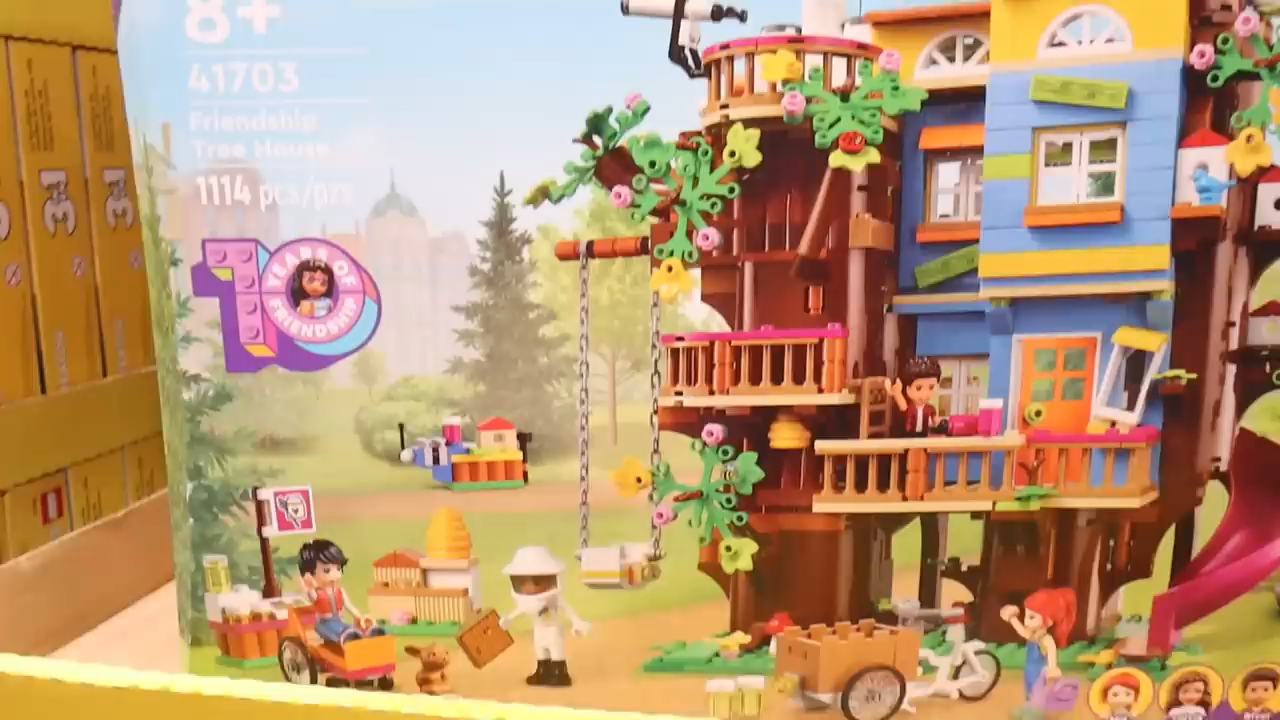 8+
41703
Friendship
Tree House
1114 pcs/pzs
10
YEARS OF
FRIENDSHIP